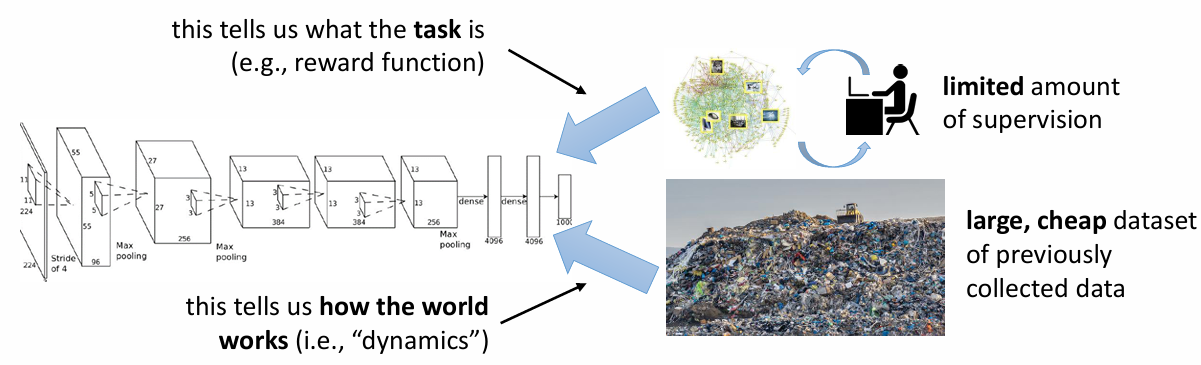 this tells us what the task is
(e.g., reward function)
limited amount
of supervision
55
27
13
13
13
11
5
3
3
3
11
5
27
3
13
3
13
3
13
224
55
384
384
256
dense
dense
1000
256
Max
pooling
4096
4096
Max
pooling
Max
pooling
Stride
of 4
96
224
large, cheap dataset
of previously
collected data
this tells us how the world
works (i.e., “dynamics”)